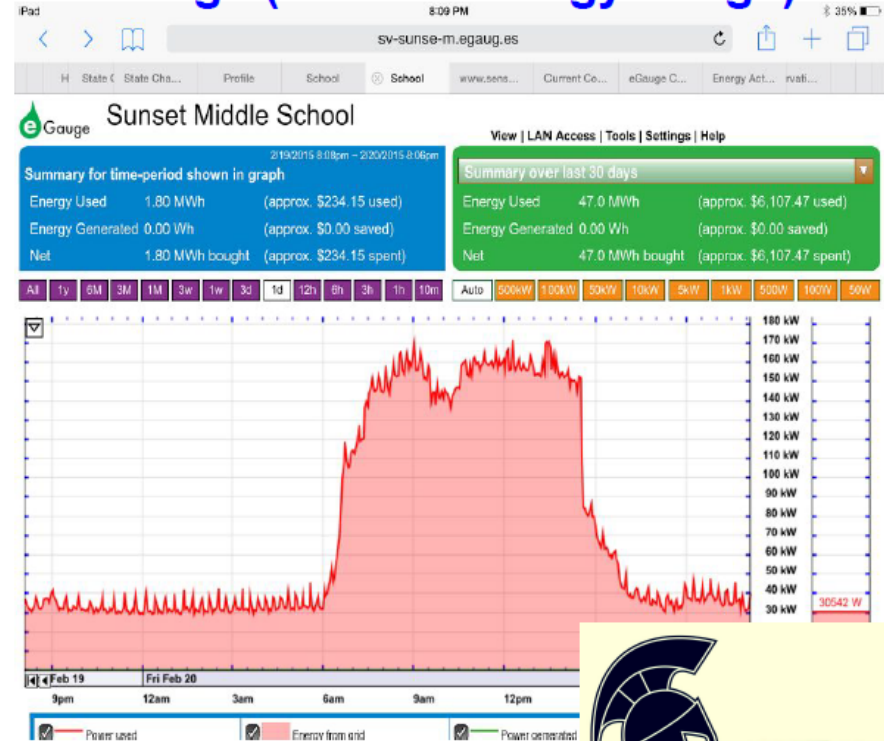 iPad
8:09 PM
35%
sv-sunse-m.egaug.es
H State ( State Cha... Profile School School www.sens... Current Co... eGauge C... Energy Act... rvati...
eGauge Sunset Middle School
View | LAN Access | Tools | Settings | Help
2/19/2015 8:08pm – 2/20/2015 8:06pm
Summary for time-period shown in graph
Energy Used 1.80 MWh (approx. $234.15 used)
Energy Generated 0.00 Wh (approx. $0.00 saved)
Net 1.80 MWh bought (approx. $234.15 spent)
Summary over last 30 days
Energy Used 47.0 MWh (approx. $6,107.47 used)
Energy Generated 0.00 Wh (approx. $0.00 saved)
Net 47.0 MWh bought (approx. $6,107.47 spent)
All 1y 6M 3M 1M 3w 1w 3d 1d 12h 6h 3h 1h 10m
Auto 500kW 100kW 50kW 10kW 5kW 1kW 500W 100W 50W
180 kW
170 kW
160 kW
150 kW
140 kW
130 kW
120 kW
110 kW
100 kW
90 kW
80 kW
70 kW
60 kW
50 kW
40 kW
30 kW
30542 W
Feb 19 Fri Feb 20
9pm 12am 3am 6am 9am 12pm
Power used Energy from grid Power generated